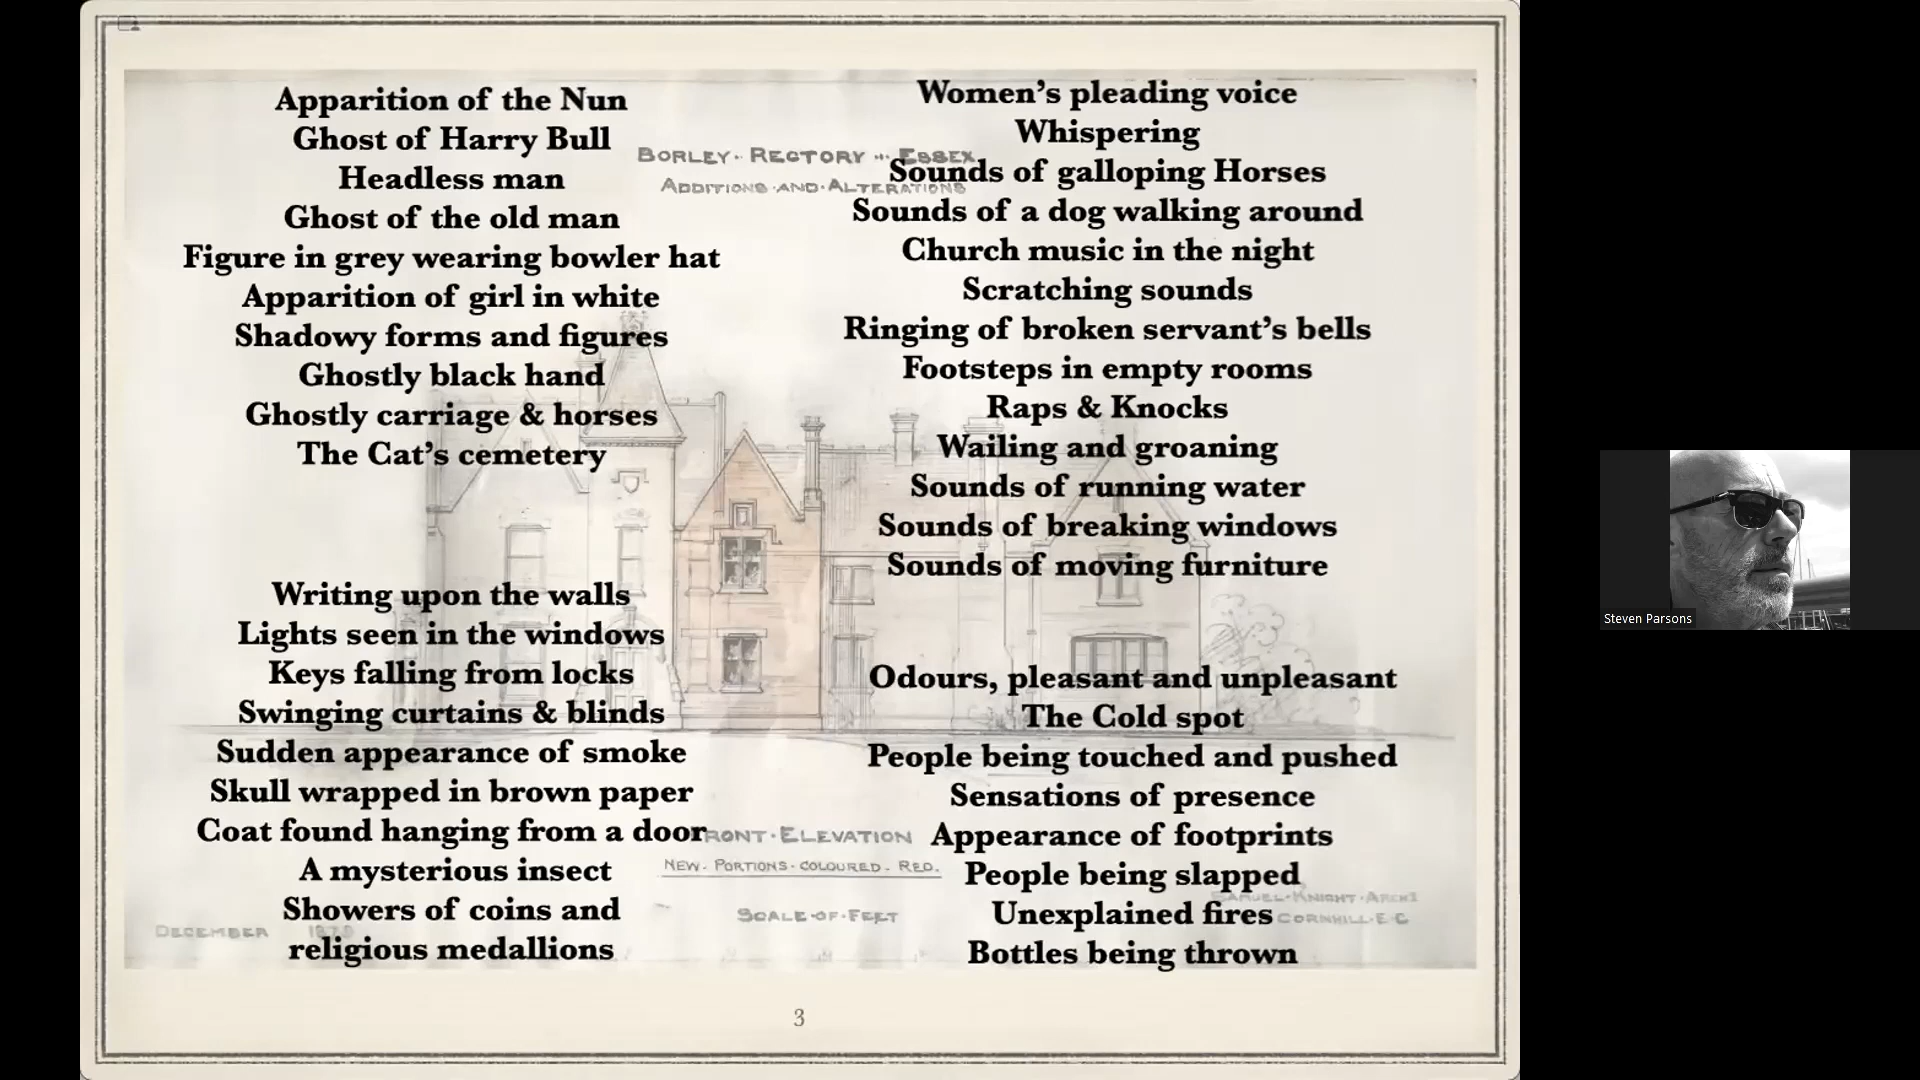 Apparition of the Nun
Ghost of Harry Bull
Headless man
Ghost of the old man
Figure in grey wearing bowler hat
Apparition of girl in white
Shadowy forms and figures
Ghostly black hand
Ghostly carriage & horses
The Cat's cemetery
Writing upon the walls
Lights seen in the windows
Keys falling from locks
Swinging curtains & blinds
Sudden appearance of smoke
Skull wrapped in brown paper
Coat found hanging from a door
A mysterious insect
Showers of coins and
religious medallions
BORLEY · RECTORY ·· ESSEX
ADDITIONS · AND · ALTERATIONS
Women's pleading voice
Whispering
Sounds of galloping Horses
Sounds of a dog walking around
Church music in the night
Scratching sounds
Ringing of broken servant's bells
Footsteps in empty rooms
Raps & Knocks
Wailing and groaning
Sounds of running water
Sounds of breaking windows
Sounds of moving furniture
Odours, pleasant and unpleasant
The Cold spot
People being touched and pushed
Sensations of presence
Appearance of footprints
People being slapped
Unexplained fires
Bottles being thrown
RONT · ELEVATION
NEW · PORTIONS · COLOURED · RED.
SCALE · OF · FEET
DECEMBER
KNIGHT · ARCHT
CORNHILL · E · C
3
Steven Parsons